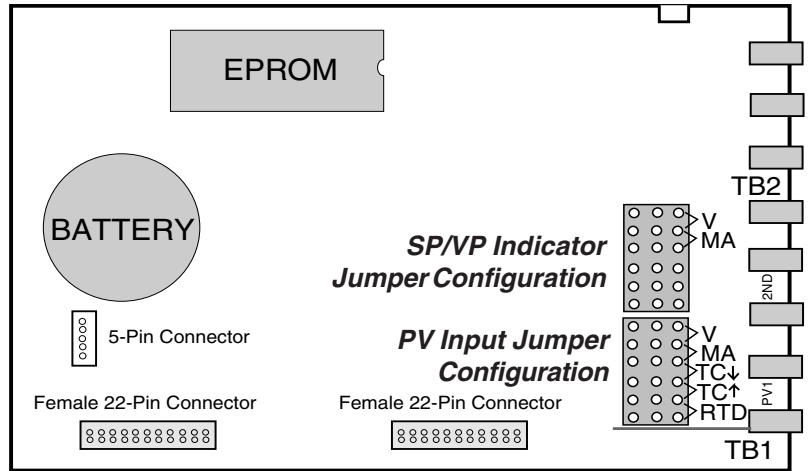 EPROM
TB2
BATTERY
SP/VP Indicator
Jumper Configuration
V
MA
2ND
5-Pin Connector
PV Input Jumper
Configuration
V
MA
TC↓
TC↑
RTD
PV1
Female 22-Pin Connector
Female 22-Pin Connector
TB1